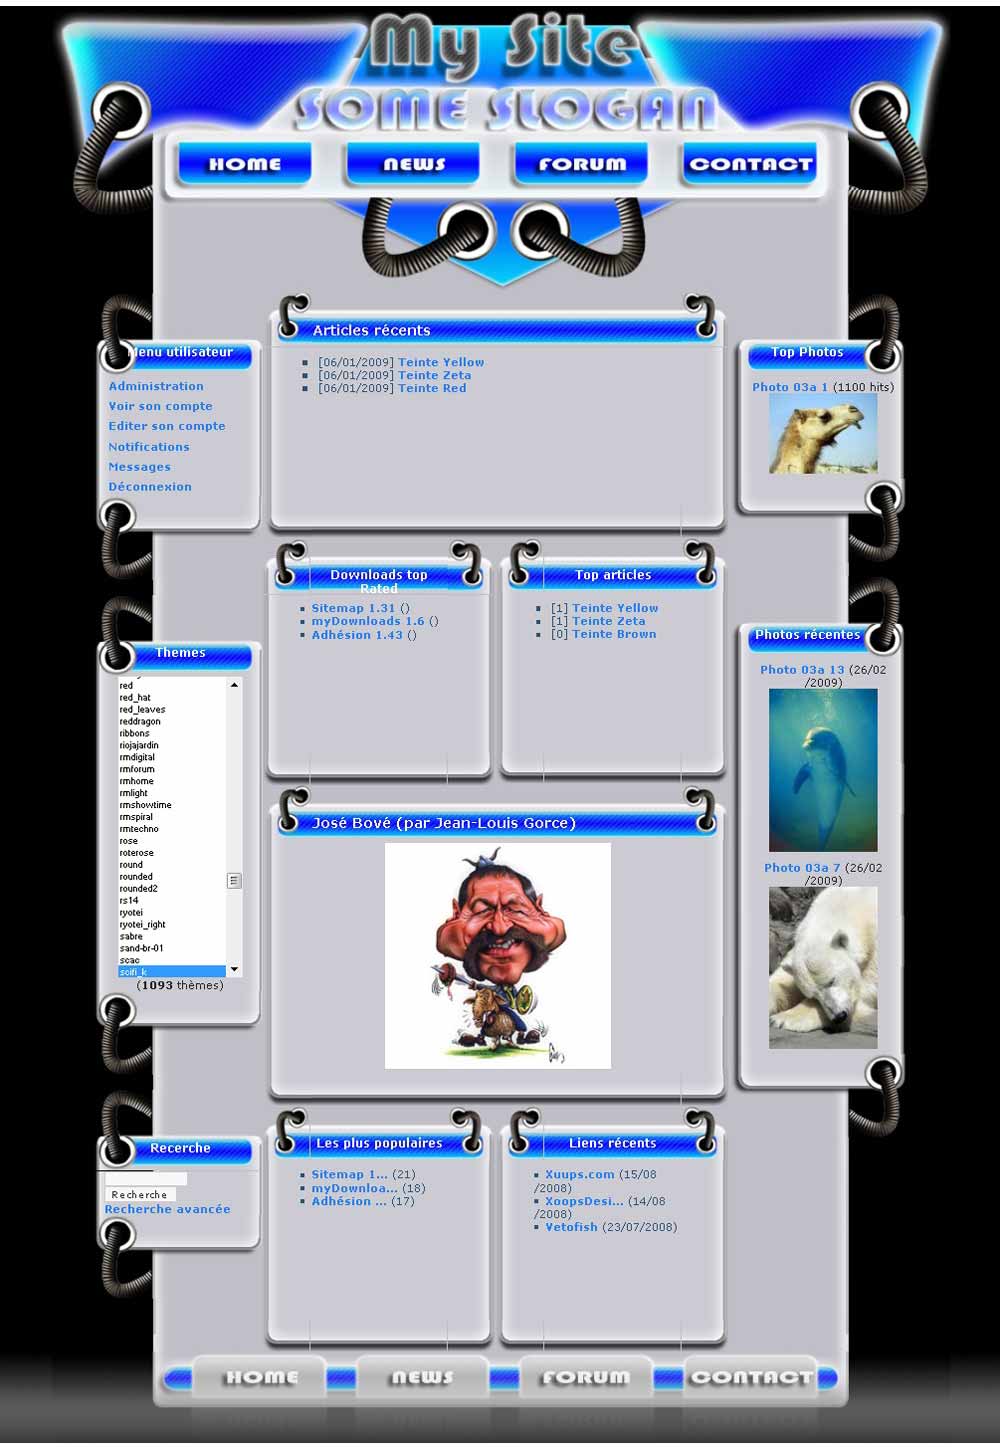 My Site
SOME SLOGAN
HOME NEWS FORUM CONTACT
Menu utilisateur
Administration
Voir son compte
Editer son compte
Notifications
Messages
Déconnexion
Themes
red
red_hat
red_leaves
reddragon
ribbons
riojajardin
rmdigital
rmforum
rmhome
rmlight
rmshowtime
rmspiral
rmtechno
rose
roterose
round
rounded
rounded2
rs14
ryotei
ryotei_right
sabre
sand-br-01
scac
scifi_k
(1093 thèmes)
Recerche
Recherche
Recherche avancée
Articles récents
[06/01/2009] Teinte Yellow
[06/01/2009] Teinte Zeta
[06/01/2009] Teinte Red
Downloads top
Rated
Sitemap 1.31 ()
myDownloads 1.6 ()
Adhésion 1.43 ()
Top articles
[1] Teinte Yellow
[1] Teinte Zeta
[0] Teinte Brown
José Bové (par Jean-Louis Gorce)
Les plus populaires
Sitemap 1... (21)
myDownloa... (18)
Adhésion ... (17)
Liens récents
Xuups.com (15/08
/2008)
XoopsDesi... (14/08
/2008)
Vetofish (23/07/2008)
Top Photos
Photo 03a 1 (1100 hits)
Photos récentes
Photo 03a 13 (26/02
/2009)
Photo 03a 7 (26/02
/2009)
HOME NEWS FORUM CONTACT